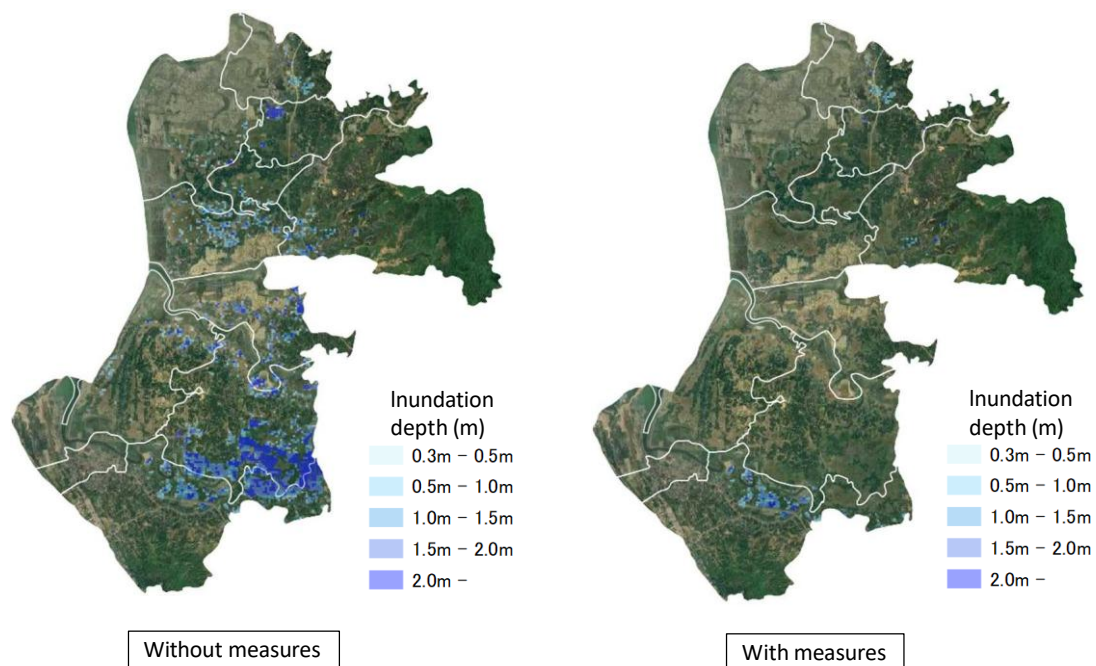 Inundation
depth (m)
0.3m – 0.5m
0.5m – 1.0m
1.0m – 1.5m
1.5m – 2.0m
2.0m –
Without measures
Inundation
depth (m)
0.3m – 0.5m
0.5m – 1.0m
1.0m – 1.5m
1.5m – 2.0m
2.0m –
With measures